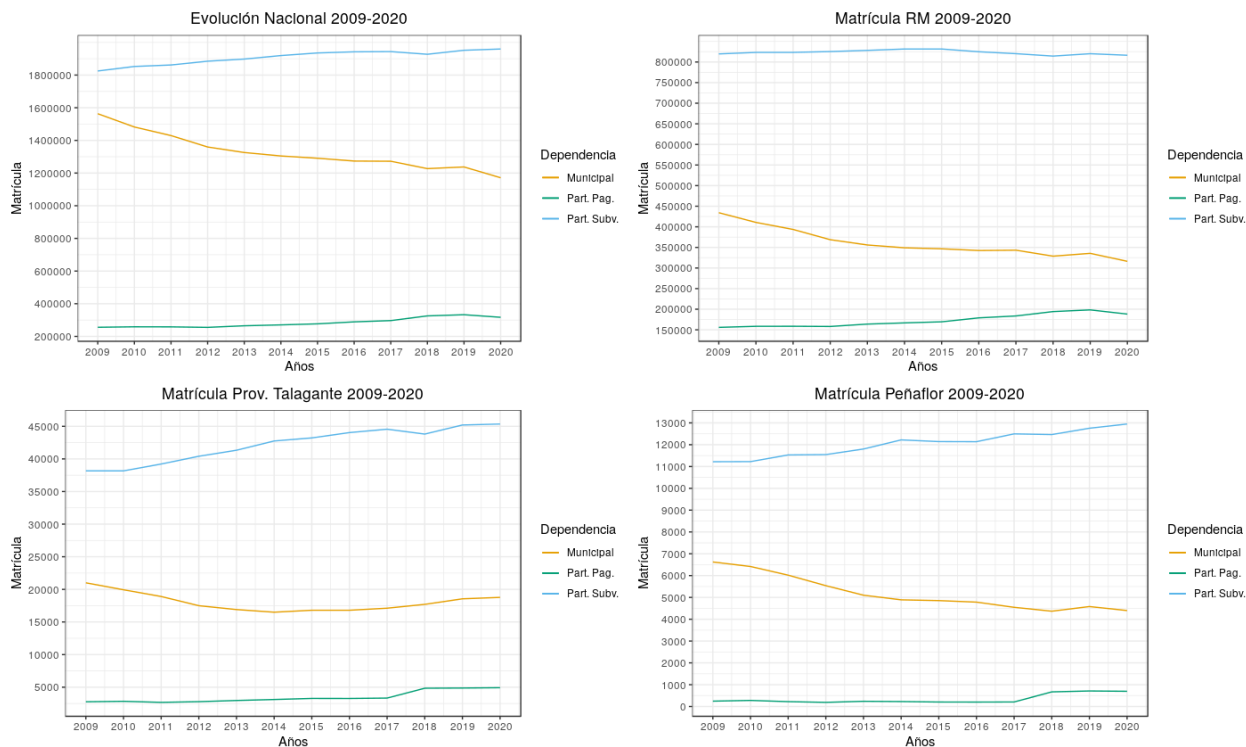 Evolución Nacional 2009-2020
Matrícula
1800000
1600000
1400000
1200000
1000000
800000
600000
400000
200000
2009 2010 2011 2012 2013 2014 2015 2016 2017 2018 2019 2020
Años
Dependencia
Municipal
Part. Pag.
Part. Subv.
Matrícula RM 2009-2020
Matrícula
800000
750000
700000
650000
600000
550000
500000
450000
400000
350000
300000
250000
200000
150000
2009 2010 2011 2012 2013 2014 2015 2016 2017 2018 2019 2020
Años
Dependencia
Municipal
Part. Pag.
Part. Subv.
Matrícula Prov. Talagante 2009-2020
Matrícula
45000
40000
35000
30000
25000
20000
15000
10000
5000
2009 2010 2011 2012 2013 2014 2015 2016 2017 2018 2019 2020
Años
Dependencia
Municipal
Part. Pag.
Part. Subv.
Matrícula Peñaflor 2009-2020
Matrícula
13000
12000
11000
10000
9000
8000
7000
6000
5000
4000
3000
2000
1000
0
2009 2010 2011 2012 2013 2014 2015 2016 2017 2018 2019 2020
Años
Dependencia
Municipal
Part. Pag.
Part. Subv.